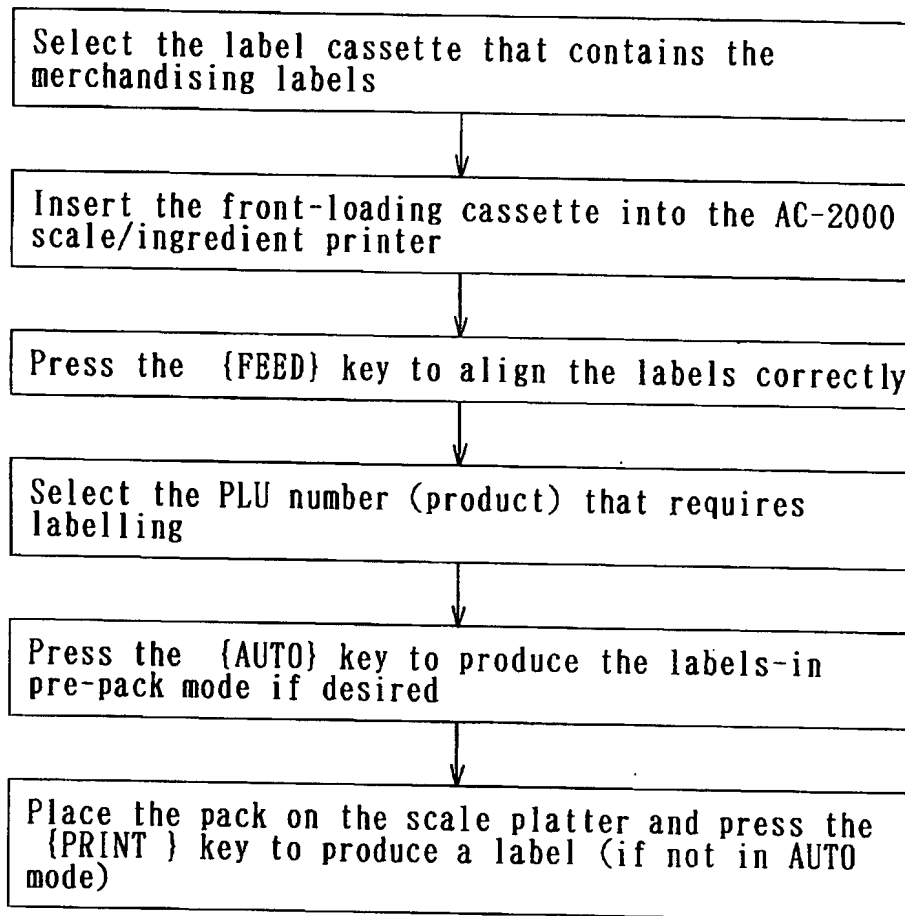 Select the label cassette that contains the
merchandising labels
Insert the front-loading cassette into the AC-2000
scale/ingredient printer
Press the {FEED} key to align the labels correctly
Select the PLU number (product) that requires
labelling
Press the {AUTO} key to produce the labels-in
pre-pack mode if desired
Place the pack on the scale platter and press the
{PRINT } key to produce a label (if not in AUTO
mode)